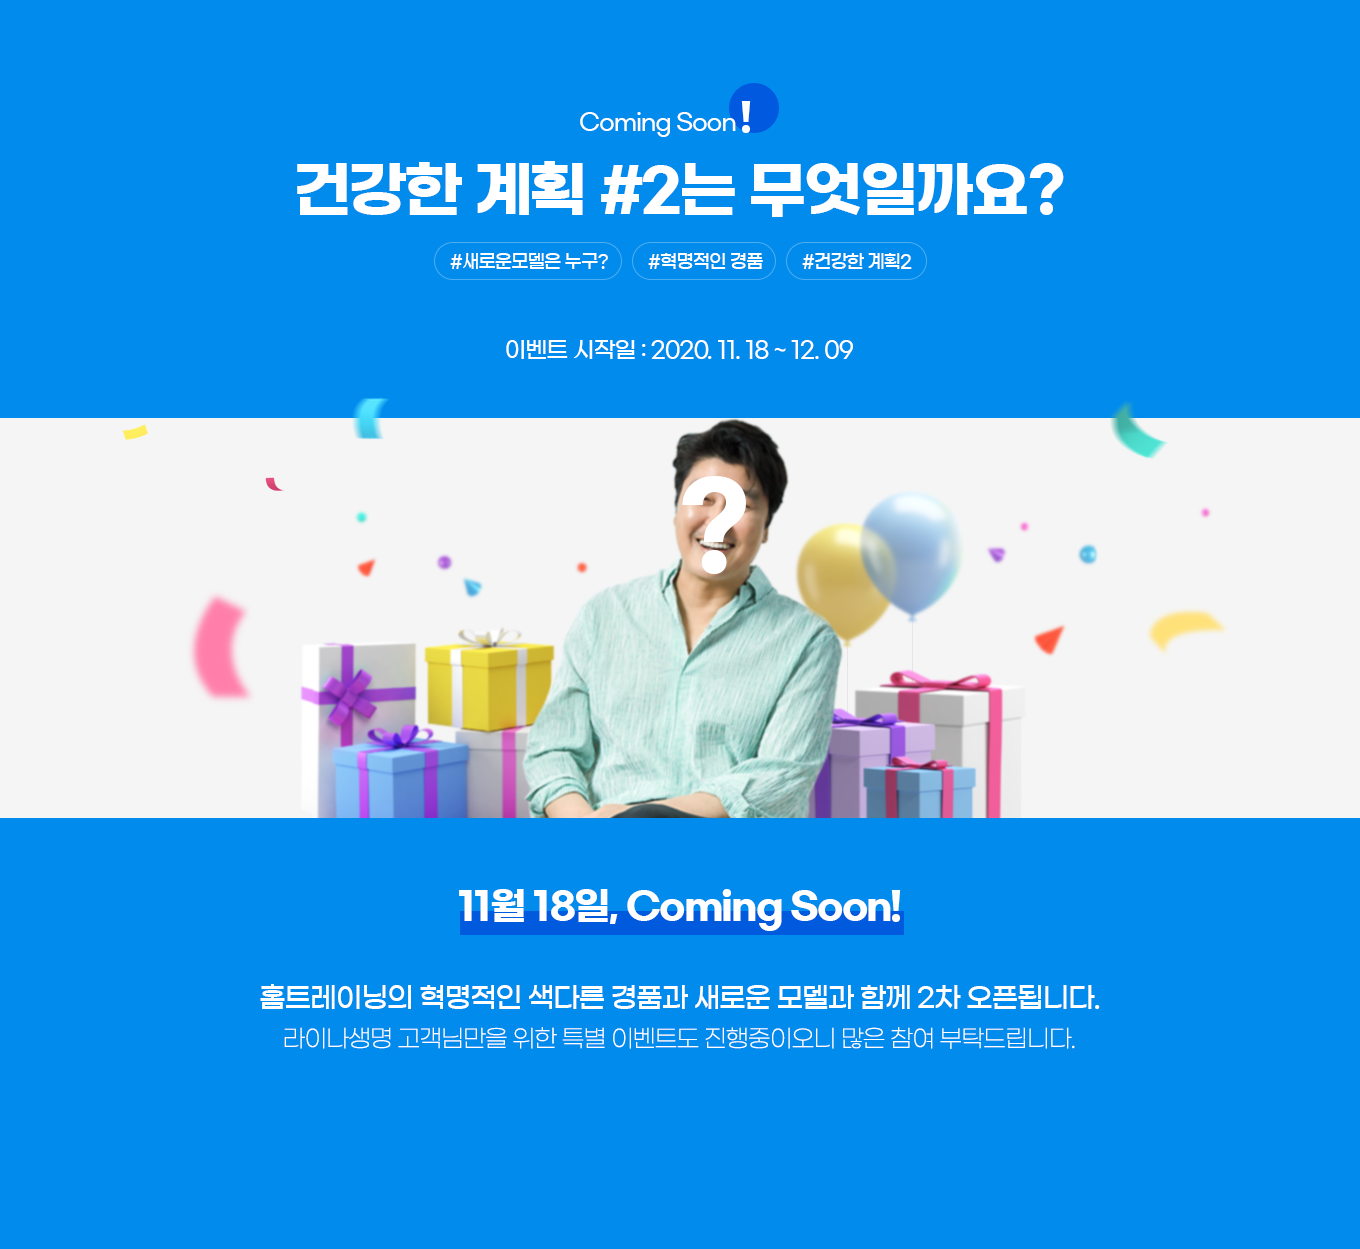 Coming Soon!
건강한 계획 #2는 무엇일까요?
#새로운모델은 누구? #혁명적인 경품 #건강한 계획2
이벤트 시작일 : 2020. 11. 18 ~ 12. 09
?
11월 18일, Coming Soon!
홈트레이닝의 혁명적인 색다른 경품과 새로운 모델과 함께 2차 오픈됩니다.
라이나생명 고객님만을 위한 특별 이벤트도 진행중이오니 많은 참여 부탁드립니다.